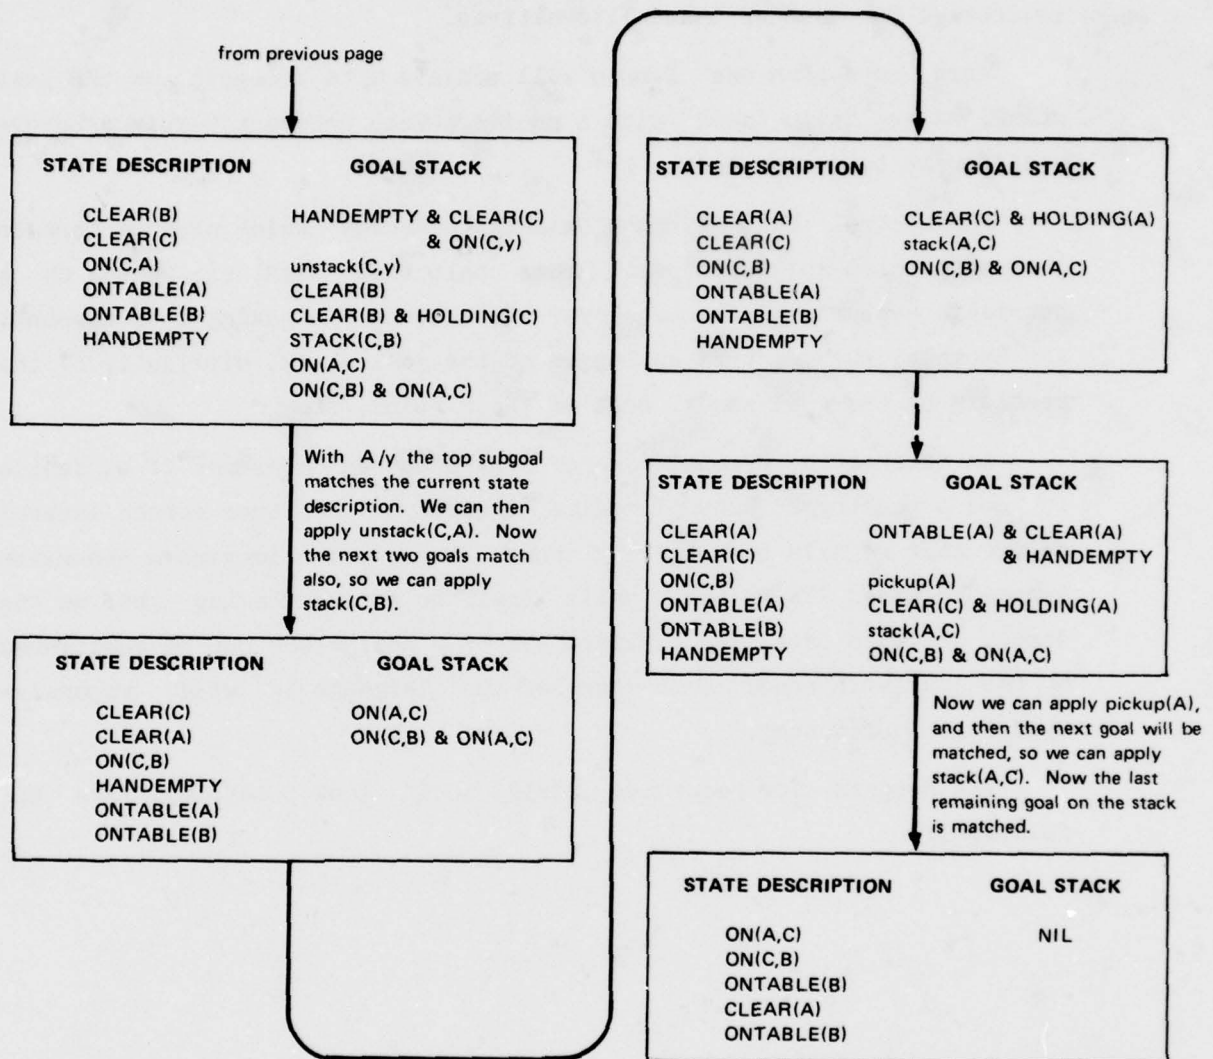 from previous page
STATE DESCRIPTION GOAL STACK
CLEAR(B) HANDEMPTY & CLEAR(C)
CLEAR(C) & ON(C,y)
ON(C,A) unstack(C,y)
ONTABLE(A) CLEAR(B)
ONTABLE(B) CLEAR(B) & HOLDING(C)
HANDEMPTY STACK(C,B)
ON(A,C)
ON(C,B) & ON(A,C)
With A/y the top subgoal
matches the current state
description. We can then
apply unstack(C,A). Now
the next two goals match
also, so we can apply
stack(C,B).
STATE DESCRIPTION GOAL STACK
CLEAR(C) ON(A,C)
CLEAR(A) ON(C,B) & ON(A,C)
ON(C,B)
HANDEMPTY
ONTABLE(A)
ONTABLE(B)
STATE DESCRIPTION GOAL STACK
CLEAR(A) CLEAR(C) & HOLDING(A)
CLEAR(C) stack(A,C)
ON(C,B) ON(C,B) & ON(A,C)
ONTABLE(A)
ONTABLE(B)
HANDEMPTY
STATE DESCRIPTION GOAL STACK
CLEAR(A) ONTABLE(A) & CLEAR(A)
CLEAR(C) & HANDEMPTY
ON(C,B) pickup(A)
ONTABLE(A) CLEAR(C) & HOLDING(A)
ONTABLE(B) stack(A,C)
HANDEMPTY ON(C,B) & ON(A,C)
Now we can apply pickup(A),
and then the next goal will be
matched, so we can apply
stack(A,C). Now the last
remaining goal on the stack
is matched.
STATE DESCRIPTION GOAL STACK
ON(A,C) NIL
ON(C,B)
ONTABLE(B)
CLEAR(A)
ONTABLE(B)